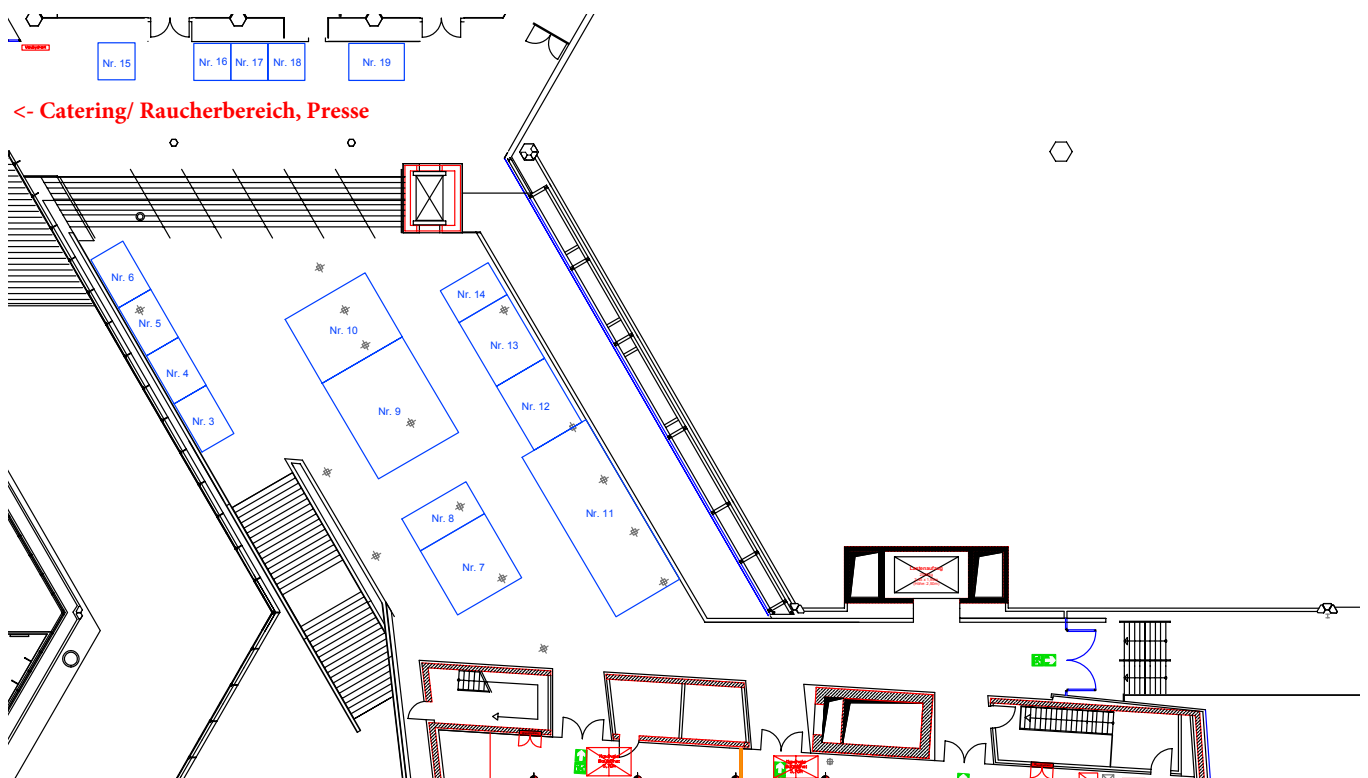 Nr. 15
Nr. 16
Nr. 17
Nr. 18
Nr. 19
<- Catering/ Raucherbereich, Presse
Nr. 6
Nr. 5
Nr. 4
Nr. 3
Nr. 10
Nr. 9
Nr. 8
Nr. 7
Nr. 14
Nr. 13
Nr. 12
Nr. 11
Lastenaufzug